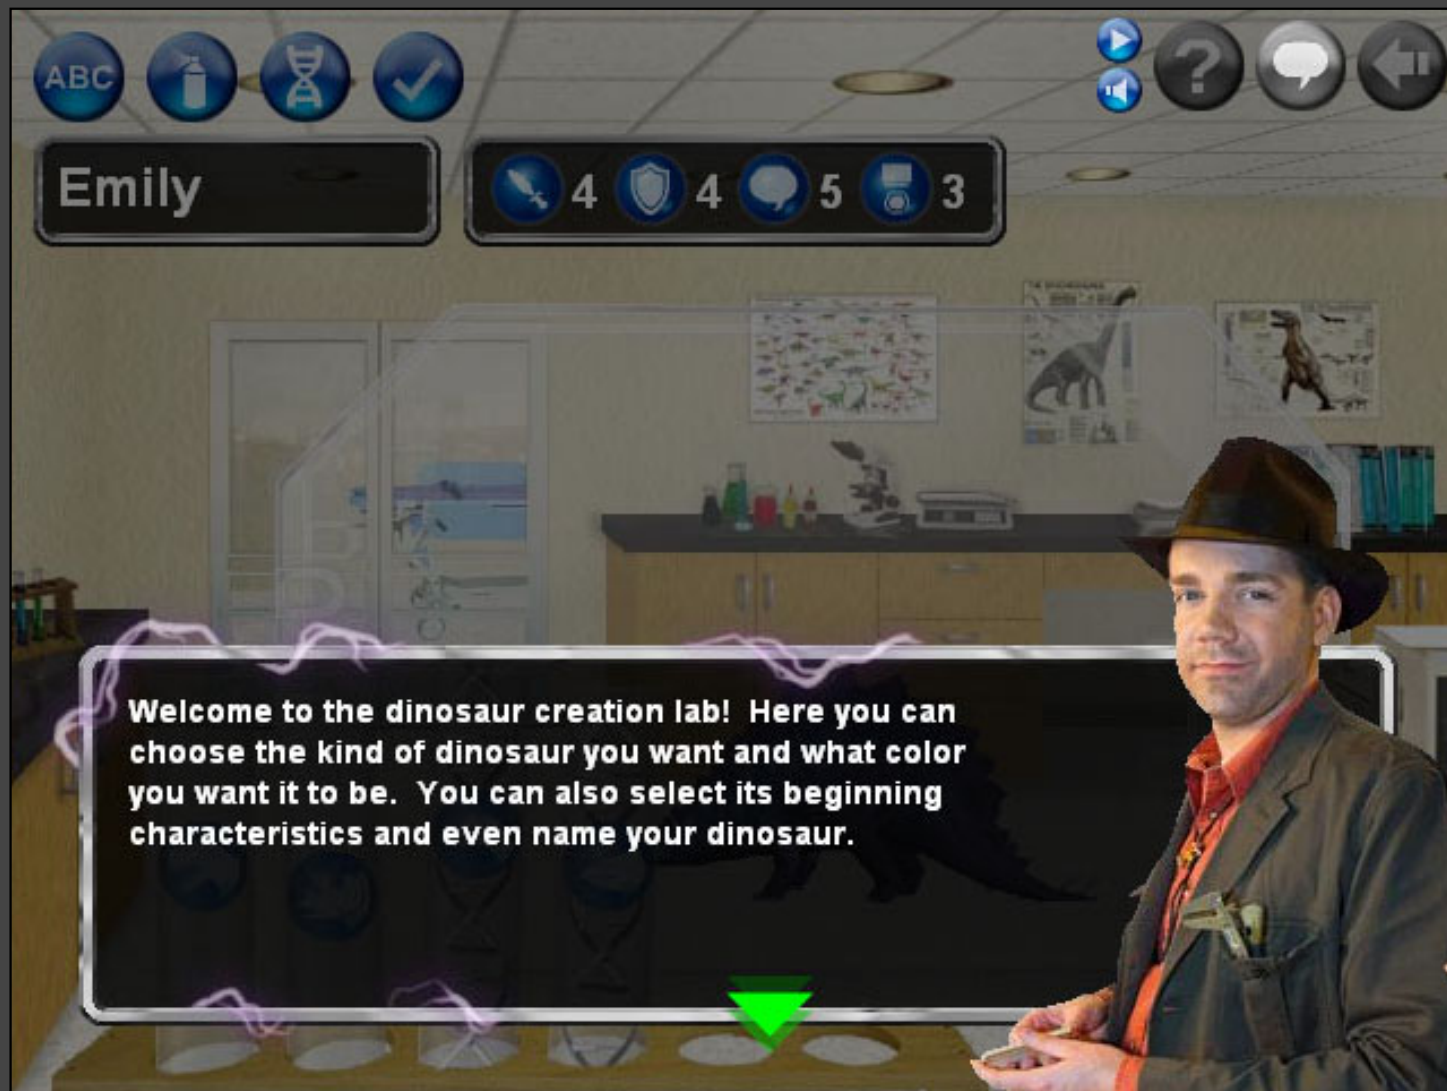 ABC
Emily
4 4 5 3
Welcome to the dinosaur creation lab!  Here you can
choose the kind of dinosaur you want and what color
you want it to be.  You can also select its beginning
characteristics and even name your dinosaur.